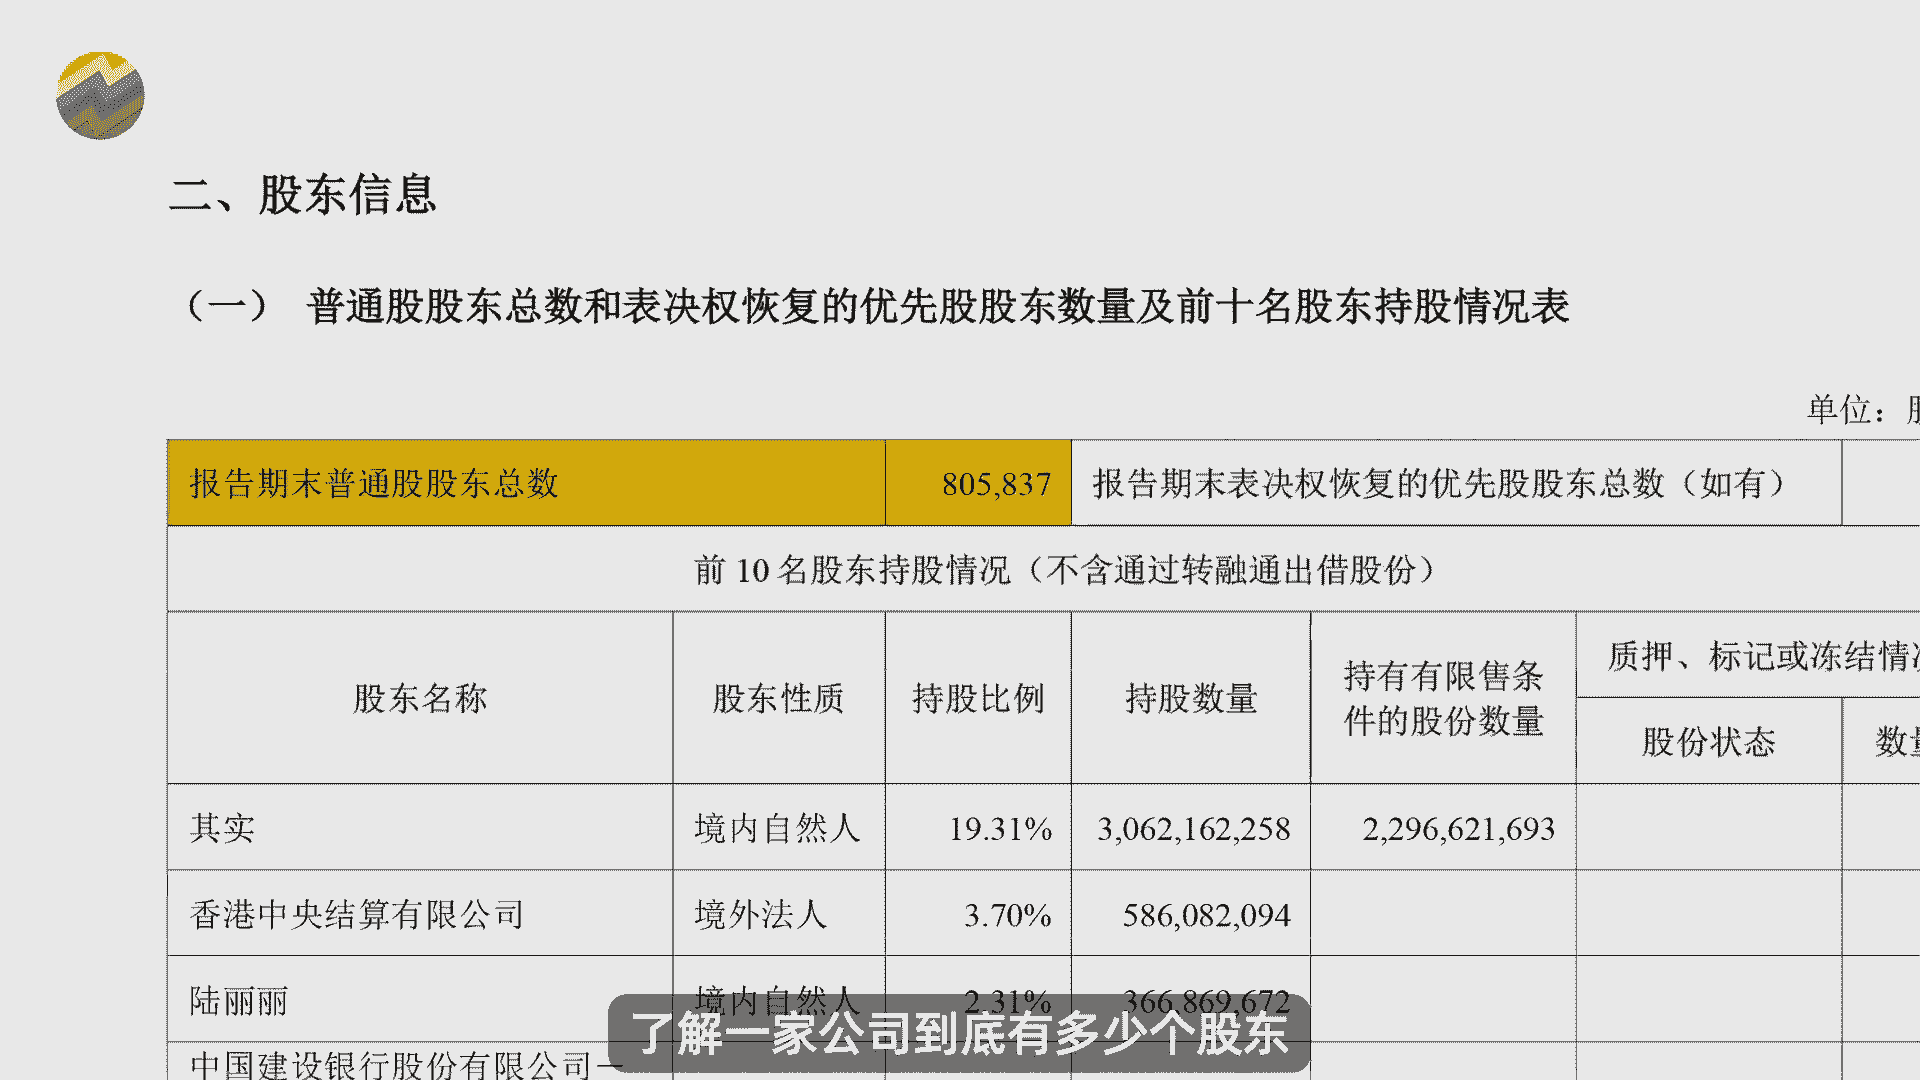 二、股东信息
（一） 普通股股东总数和表决权恢复的优先股股东数量及前十名股东持股情况表
单位：
报告期末普通股股东总数 805,837 报告期末表决权恢复的优先股股东总数（如有）
前 10 名股东持股情况（不含通过转融通出借股份）
股东名称 股东性质 持股比例 持股数量 持有有限售条件的股份数量 质押、标记或冻结情
股份状态 数
其实 境内自然人 19.31% 3,062,162,258 2,296,621,693
香港中央结算有限公司 境外法人 3.70% 586,082,094
陆丽丽 境内自然人 2.31% 366,869,672
中国建设银行股份有限公司－
了解一家公司到底有多少个股东